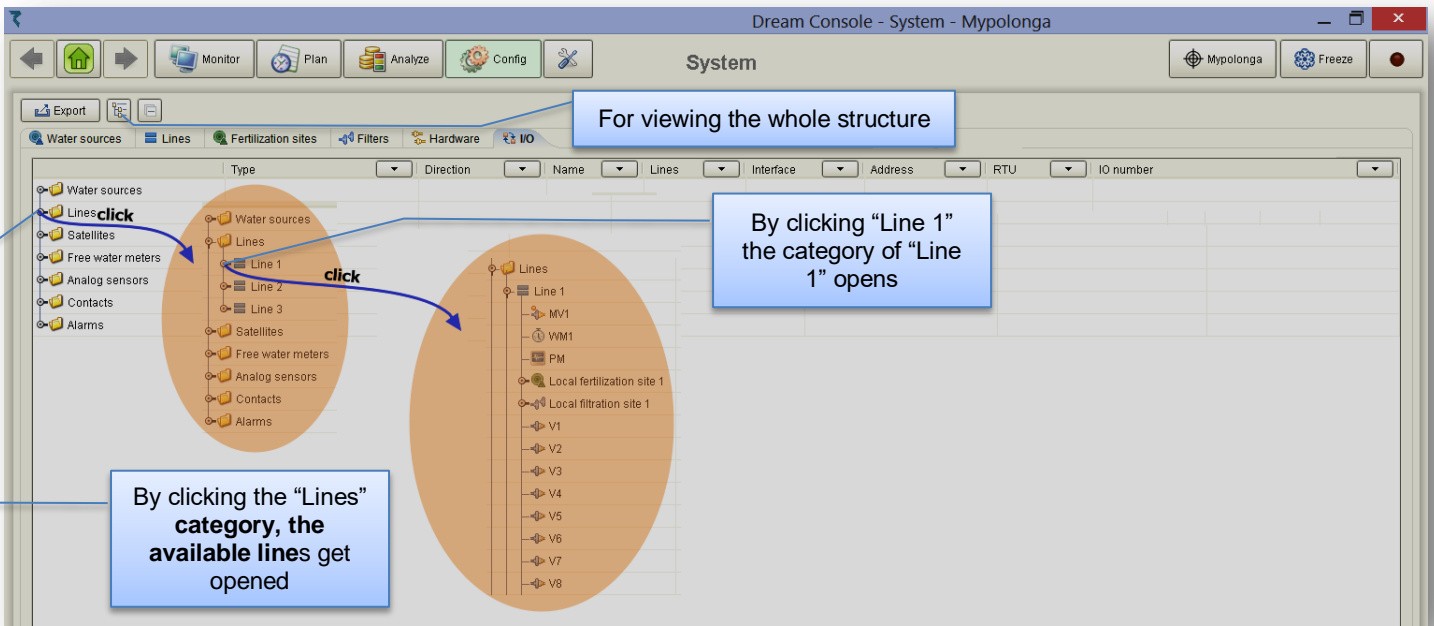 Dream Console - System - Mypolonga
Monitor
Plan
Analyze
Config
System
Mypolonga
Freeze
Export
For viewing the whole structure
Water sources
Lines
Fertilization sites
Filters
Hardware
I/O
Type
Direction
Name
Lines
Interface
Address
RTU
IO number
Water sources
Lines
click
Satellites
Free water meters
Analog sensors
Contacts
Alarms
Water sources
Lines
Line 1
click
Line 2
Line 3
Satellites
Free water meters
Analog sensors
Contacts
Alarms
Lines
Line 1
MV1
WM1
PM
Local fertilization site 1
Local filtration site 1
V1
V2
V3
V4
V5
V6
V7
V8
By clicking “Line 1”
the category of “Line
1” opens
By clicking the “Lines”
category, the
available lines get
opened